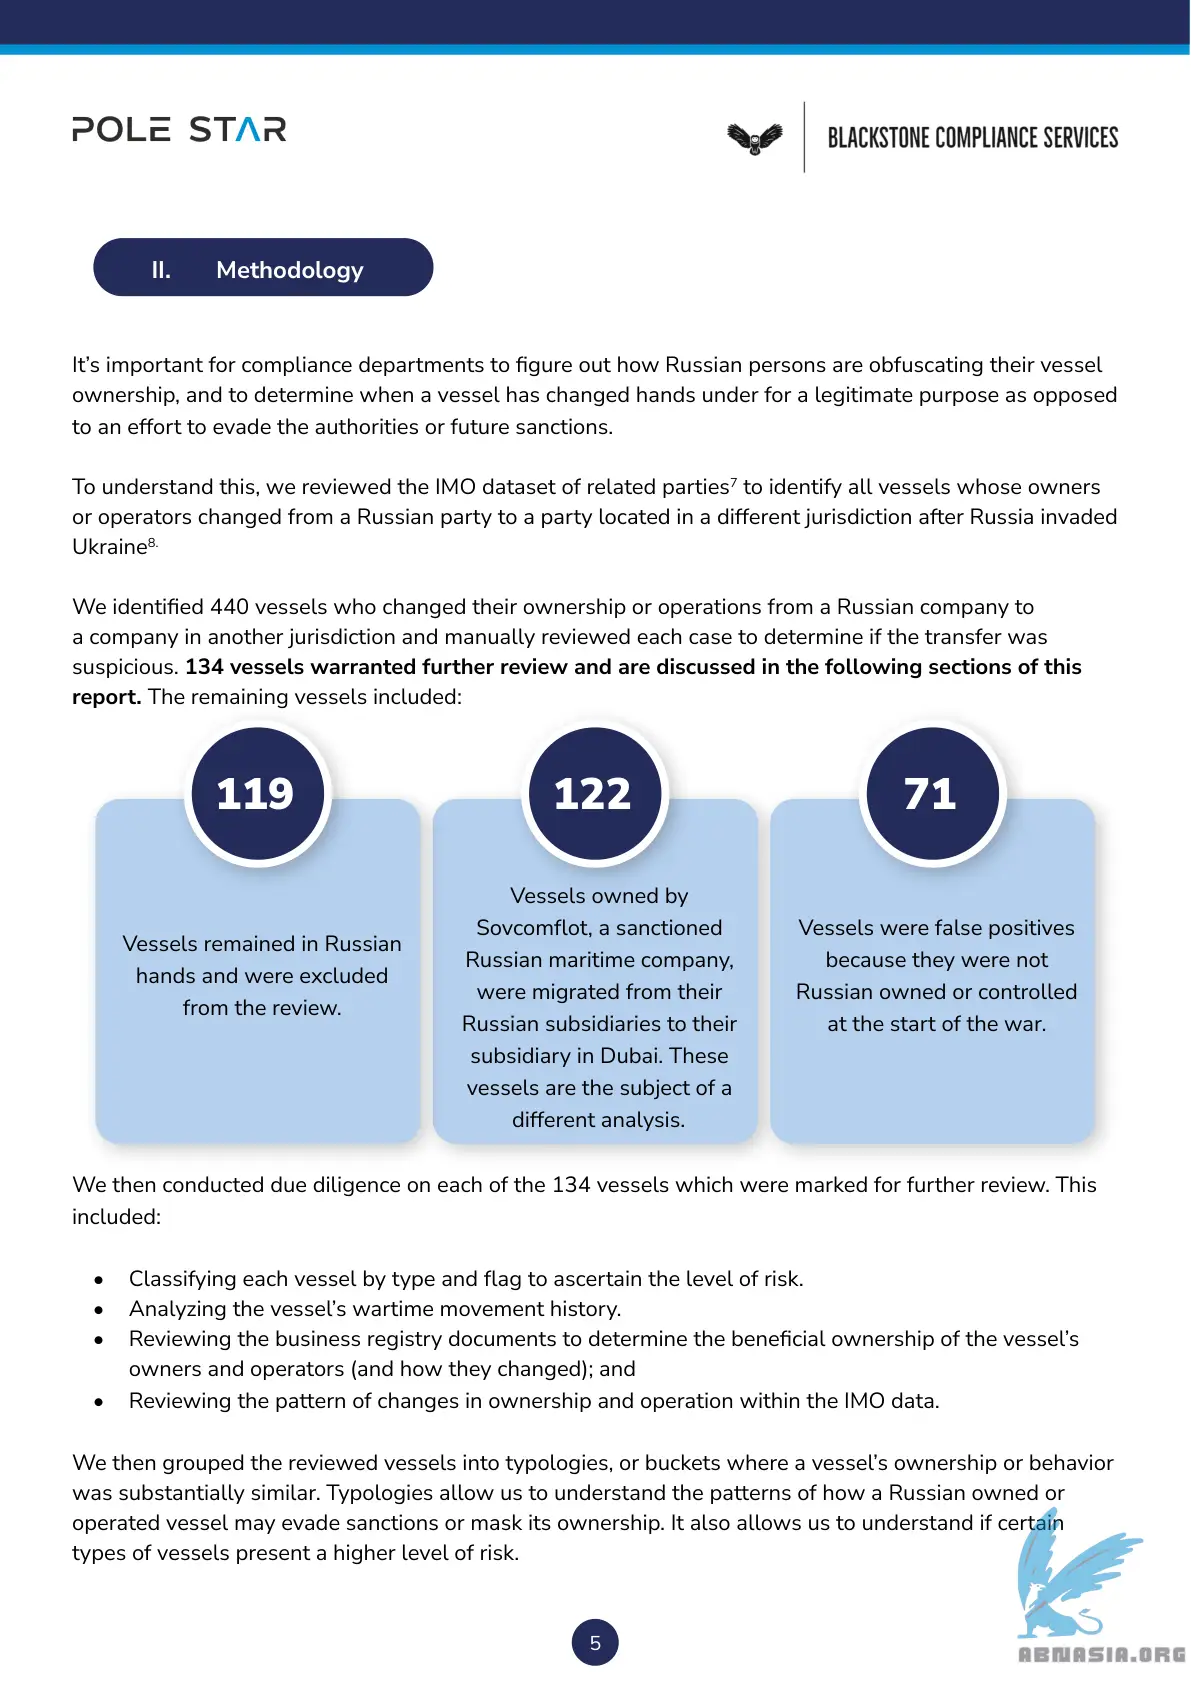 POLE STAR
BLACKSTONE COMPLIANCE SERVICES
II. Methodology
It’s important for compliance departments to figure out how Russian persons are obfuscating their vessel
ownership, and to determine when a vessel has changed hands under for a legitimate purpose as opposed
to an effort to evade the authorities or future sanctions.
To understand this, we reviewed the IMO dataset of related parties7 to identify all vessels whose owners
or operators changed from a Russian party to a party located in a different jurisdiction after Russia invaded
Ukraine8.
We identified 440 vessels who changed their ownership or operations from a Russian company to
a company in another jurisdiction and manually reviewed each case to determine if the transfer was
suspicious. 134 vessels warranted further review and are discussed in the following sections of this
report. The remaining vessels included:
119
Vessels remained in Russian
hands and were excluded
from the review.
122
Vessels owned by
Sovcomflot, a sanctioned
Russian maritime company,
were migrated from their
Russian subsidiaries to their
subsidiary in Dubai. These
vessels are the subject of a
different analysis.
71
Vessels were false positives
because they were not
Russian owned or controlled
at the start of the war.
We then conducted due diligence on each of the 134 vessels which were marked for further review. This
included:
• Classifying each vessel by type and flag to ascertain the level of risk.
• Analyzing the vessel’s wartime movement history.
• Reviewing the business registry documents to determine the beneficial ownership of the vessel’s
owners and operators (and how they changed); and
• Reviewing the pattern of changes in ownership and operation within the IMO data.
We then grouped the reviewed vessels into typologies, or buckets where a vessel’s ownership or behavior
was substantially similar. Typologies allow us to understand the patterns of how a Russian owned or
operated vessel may evade sanctions or mask its ownership. It also allows us to understand if certain
types of vessels present a higher level of risk.
5
ABNASIA.ORG